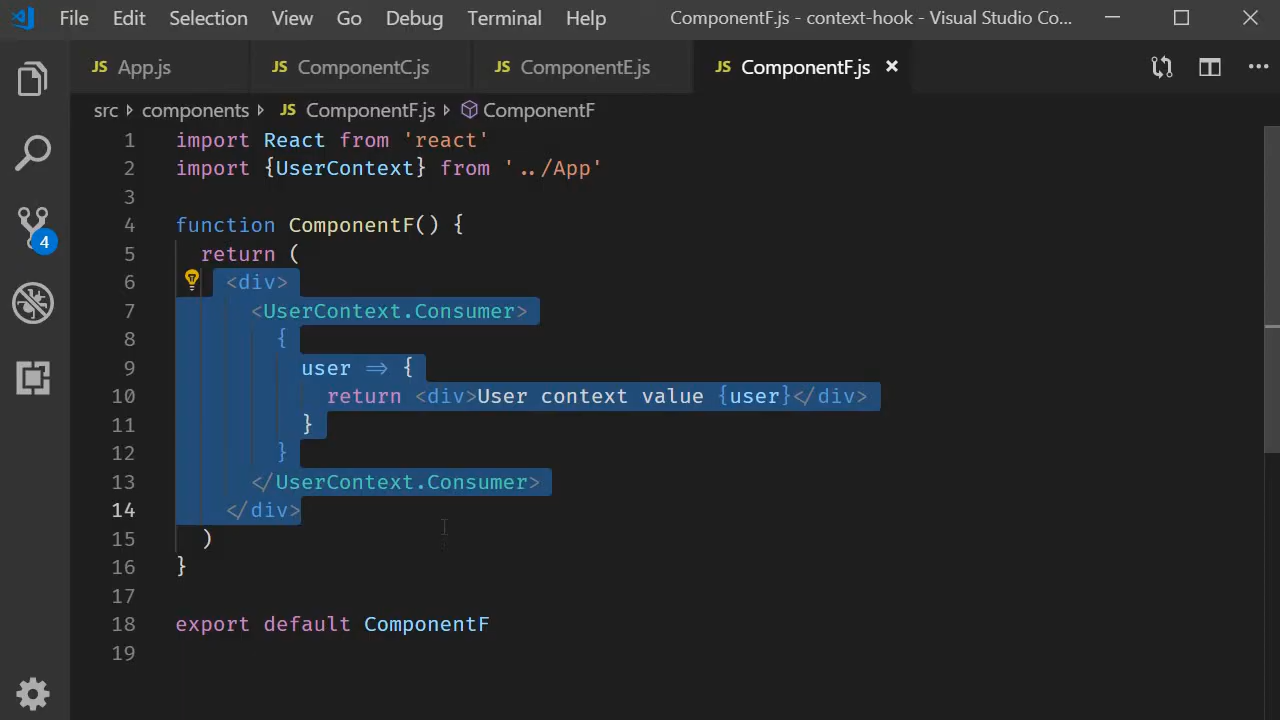 File Edit Selection View Go Debug Terminal Help ComponentF.js - context-hook - Visual Studio Co...
JS App.js JS ComponentC.js JS ComponentE.js JS ComponentF.js
src components JS ComponentF.js ComponentF
1 import React from 'react'
2 import {UserContext} from '../App'
3
4 function ComponentF() {
5 return (
6 <div>
7 <UserContext.Consumer>
8 {
9 user => {
10 return <div>User context value {user}</div>
11 }
12 }
13 </UserContext.Consumer>
14 </div>
15 )
16 }
17
18 export default ComponentF
19
4